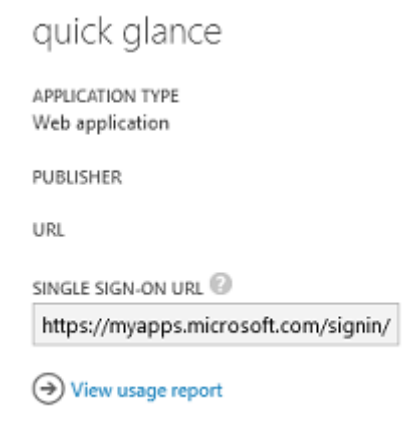 quick glance
APPLICATION TYPE
Web application
PUBLISHER
URL
SINGLE SIGN-ON URL ?
https://myapps.microsoft.com/signin/
View usage report